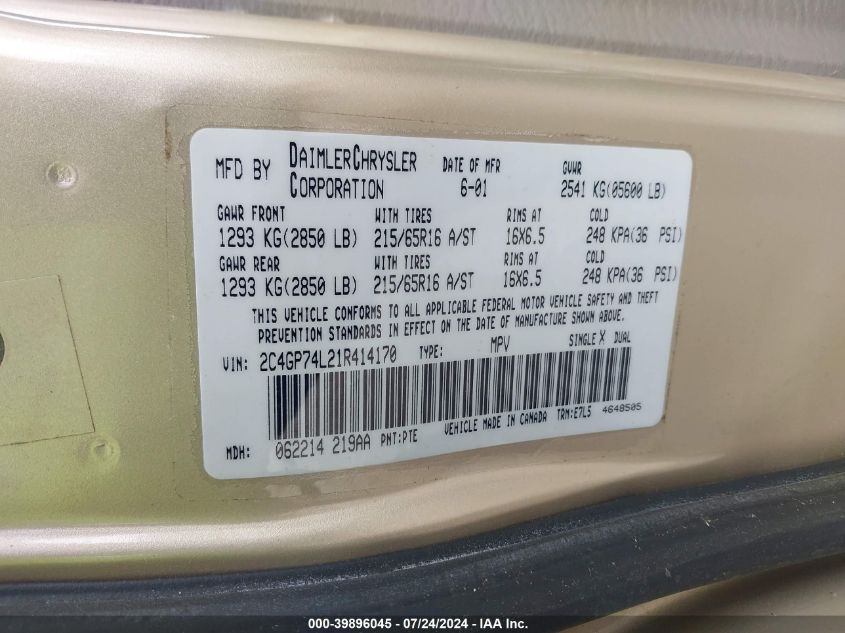 MFD BY DAIMLERCHRYSLER CORPORATION DATE OF MFR 6-01 GVWR 2541 KG(05600 LB)
GAWR FRONT WITH TIRES RIMS AT COLD
1293 KG(2850 LB) 215/65R16 A/ST 16X6.5 248 KPA(36 PSI)
GAWR REAR WITH TIRES RIMS AT COLD
1293 KG(2850 LB) 215/65R16 A/ST 16X6.5 248 KPA(36 PSI)
THIS VEHICLE CONFORMS TO ALL APPLICABLE FEDERAL MOTOR VEHICLE SAFETY AND THEFT
PREVENTION STANDARDS IN EFFECT ON THE DATE OF MANUFACTURE SHOWN ABOVE.
VIN: 2C4GP74L21R414170 TYPE: MPV SINGLE X DUAL
MDH: 062214 219AA PNT:PTE VEHICLE MADE IN CANADA TRM:E7L5 4648505
000-39896045 - 07/24/2024 - IAA Inc.